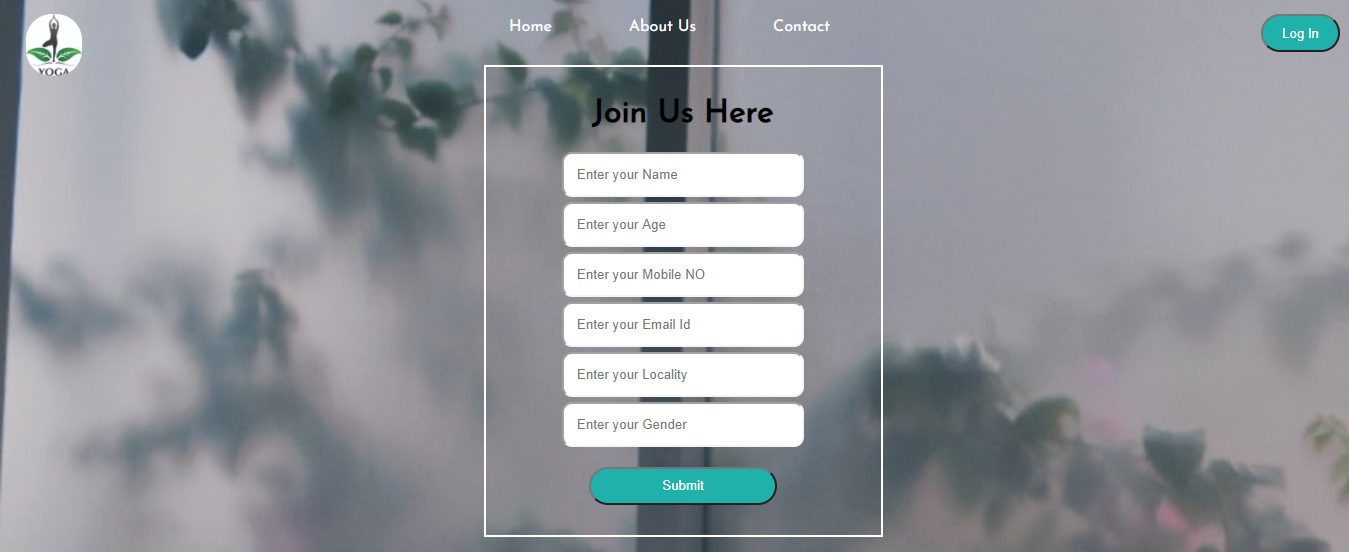 YOGA
Home About Us Contact
Log In
Join Us Here
Enter your Name
Enter your Age
Enter your Mobile NO
Enter your Email Id
Enter your Locality
Enter your Gender
Submit